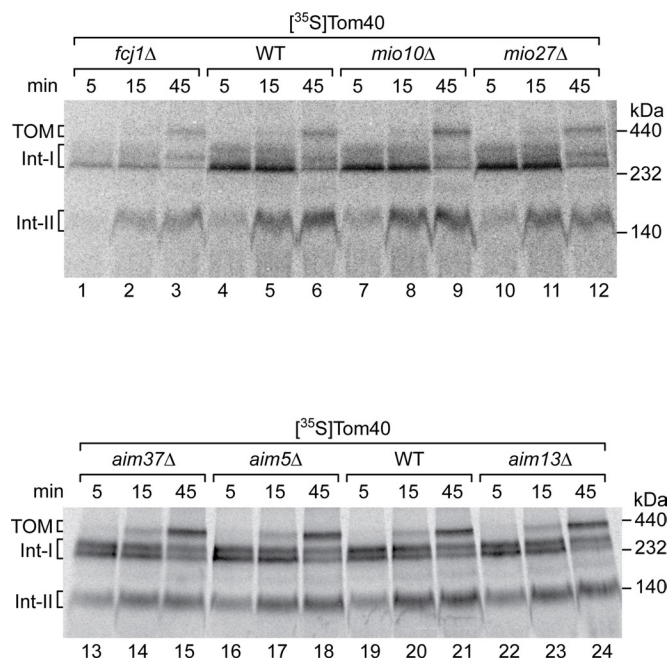 [³⁵S]Tom40
fcj1Δ WT mio10Δ mio27Δ
min 5 15 45 5 15 45 5 15 45 5 15 45
kDa
TOM 440
Int-I 232
Int-II 140
1 2 3 4 5 6 7 8 9 10 11 12
[³⁵S]Tom40
aim37Δ aim5Δ WT aim13Δ
min 5 15 45 5 15 45 5 15 45 5 15 45
kDa
TOM 440
Int-I 232
Int-II 140
13 14 15 16 17 18 19 20 21 22 23 24